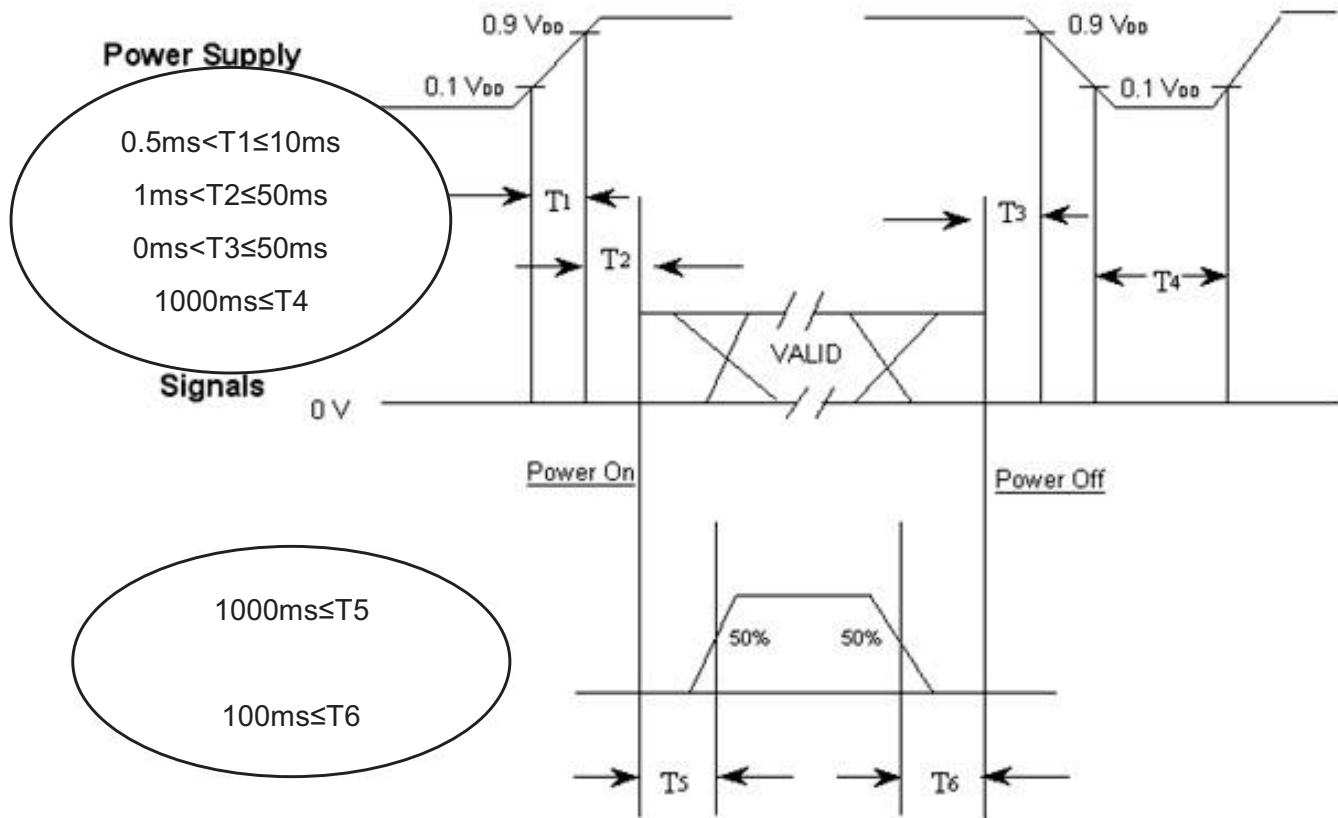 0.9 VDD
0.9 VDD
Power Supply
0.1 VDD
0.1 VDD
0.5ms<T1≤10ms
1ms<T2≤50ms
0ms<T3≤50ms
1000ms≤T4
T1
T3
T2
T4
VALID
Signals
0 V
Power On
Power Off
1000ms≤T5
50%
50%
100ms≤T6
T5
T6